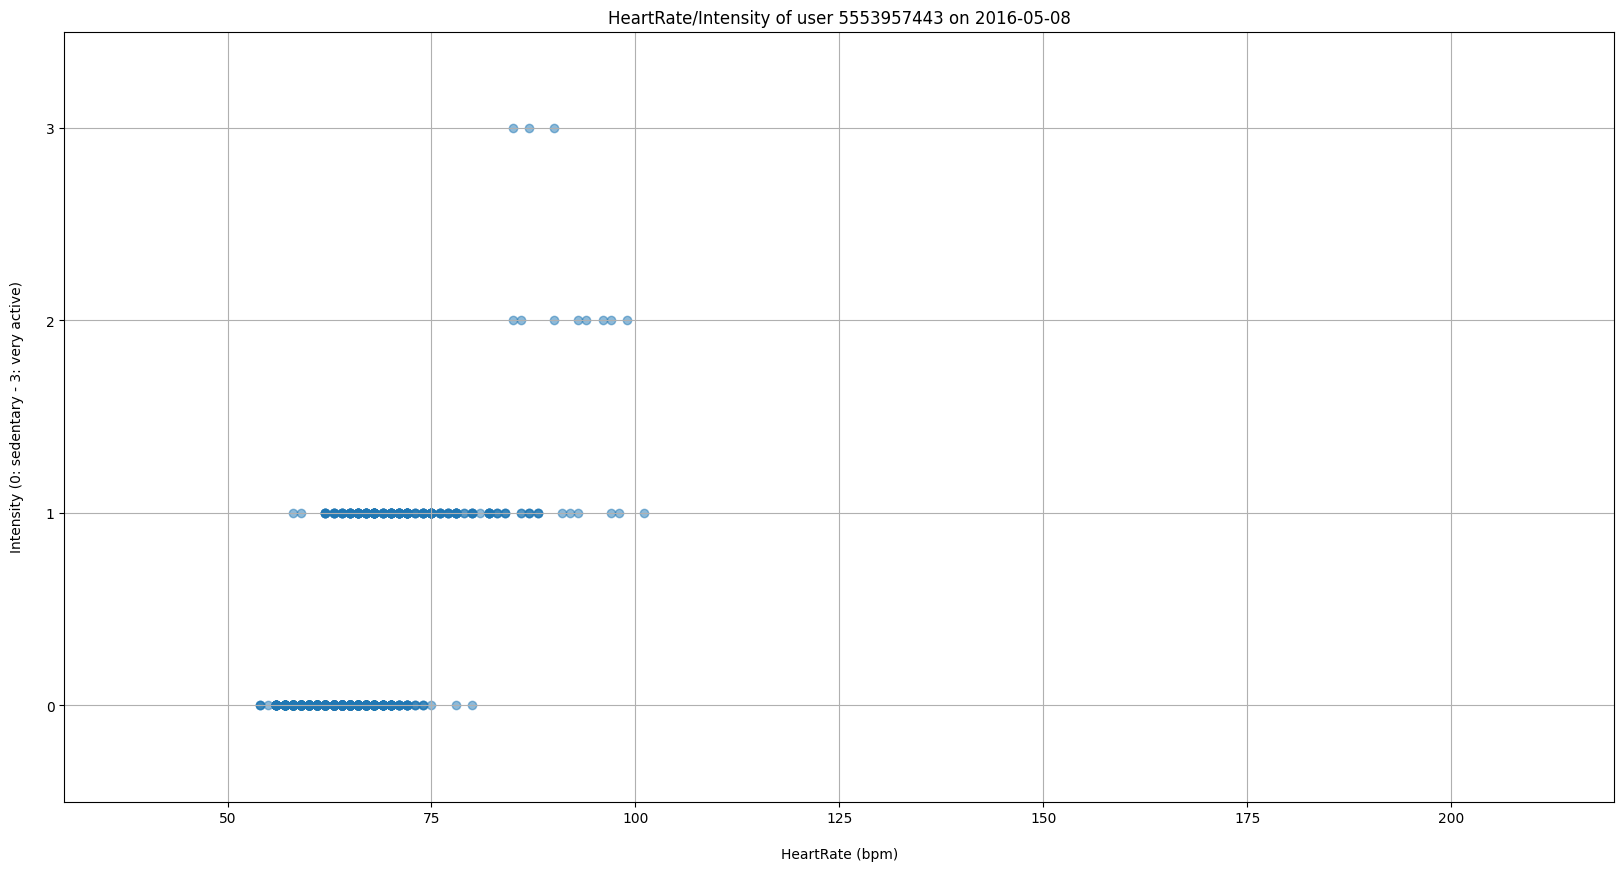 HeartRate/Intensity of user 5553957443 on 2016-05-08
Intensity (0: sedentary - 3: very active)
3
2
1
0
50 75 100 125 150 175 200
HeartRate (bpm)